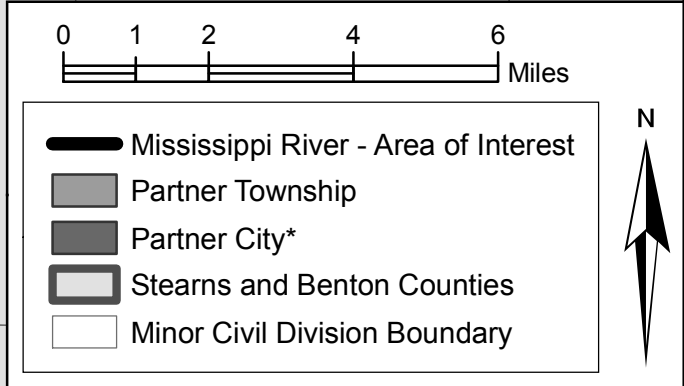 0 1 2 4 6
Miles
N
Mississippi River - Area of Interest
Partner Township
Partner City*
Stearns and Benton Counties
Minor Civil Division Boundary